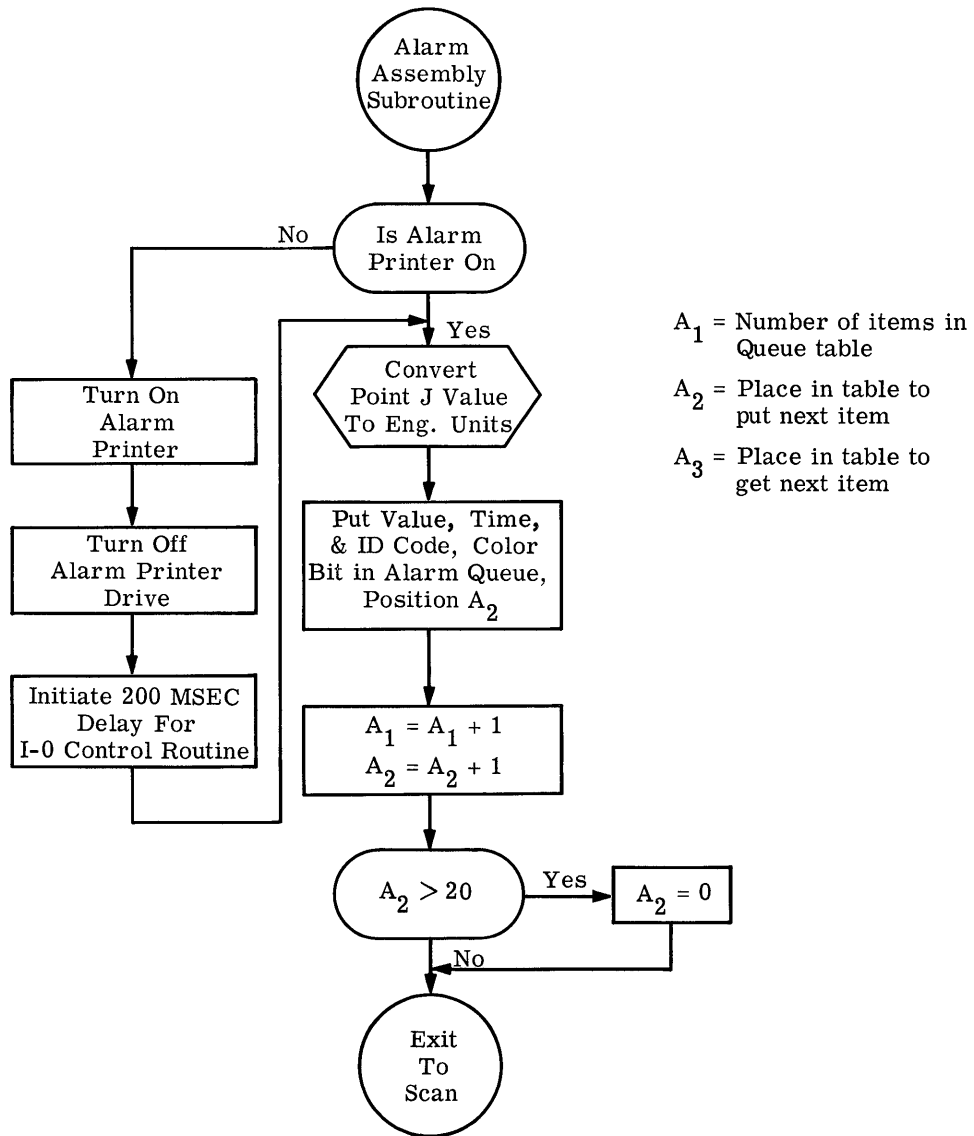 Alarm
Assembly
Subroutine
No
Is Alarm
Printer On
Yes
Turn On
Alarm
Printer
Turn Off
Alarm Printer
Drive
Initiate 200 MSEC
Delay For
I-0 Control Routine
Convert
Point J Value
To Eng. Units
Put Value, Time,
& ID Code, Color
Bit in Alarm Queue,
Position A₂
A₁ = A₁ + 1
A₂ = A₂ + 1
A₂ > 20
Yes
A₂ = 0
No
Exit
To
Scan
A₁ = Number of items in
Queue table
A₂ = Place in table to
put next item
A₃ = Place in table to
get next item